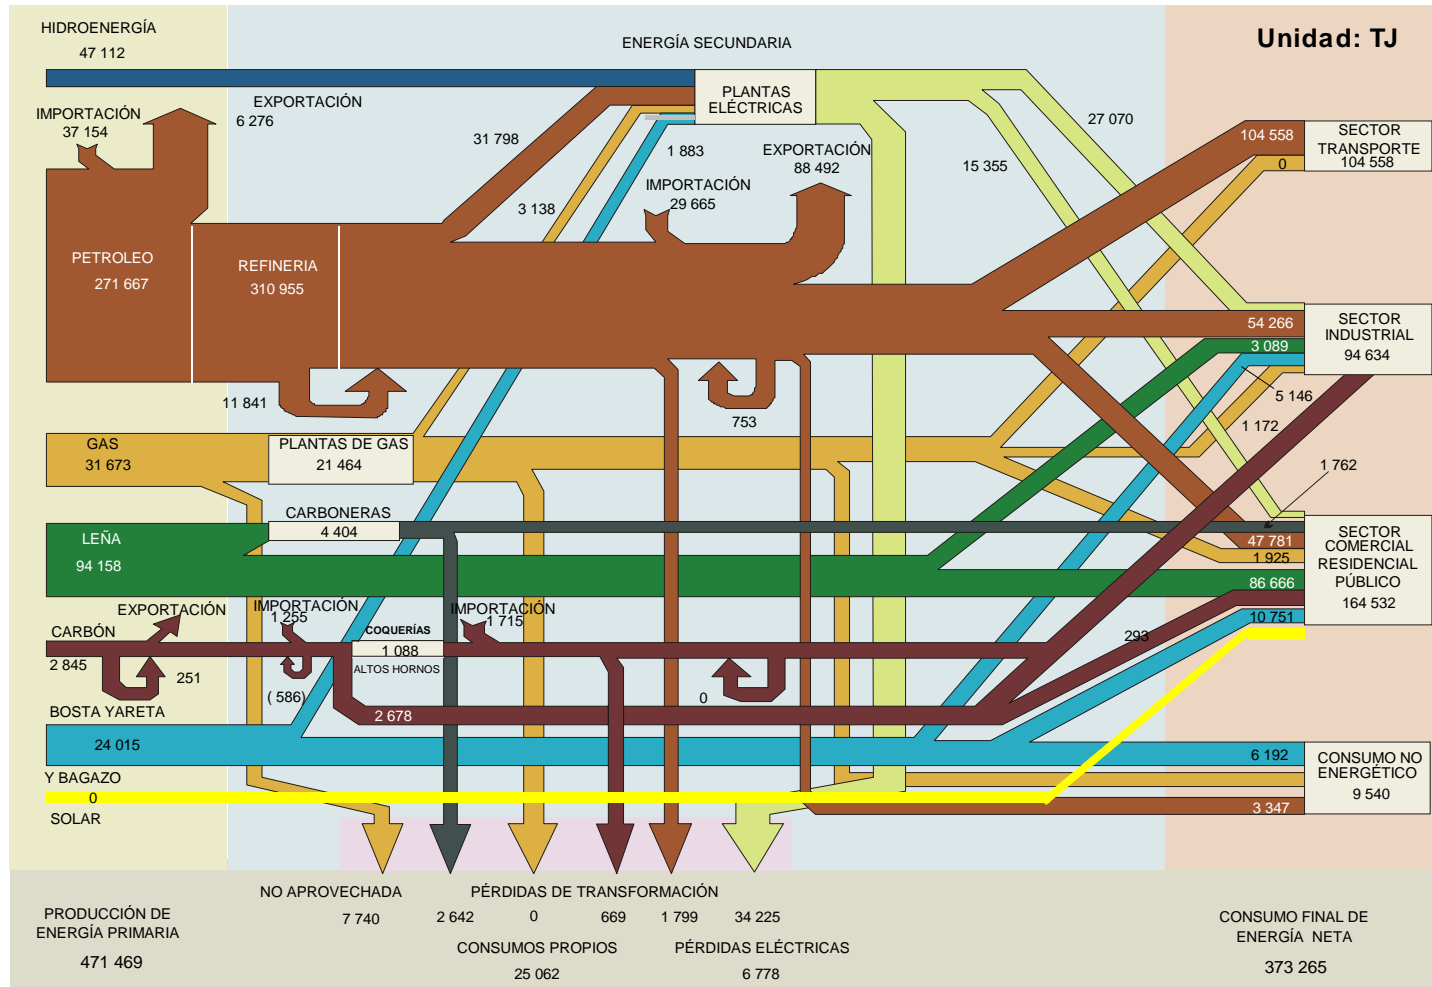 HIDROENERGÍA
47 112
ENERGÍA SECUNDARIA
Unidad: TJ
IMPORTACIÓN
37 154
EXPORTACIÓN
6 276
PLANTAS
ELÉCTRICAS
31 798
1 883
3 138
EXPORTACIÓN
88 492
IMPORTACIÓN
29 665
27 070
15 355
104 558
0
SECTOR
TRANSPORTE
104 558
PETROLEO
271 667
REFINERIA
310 955
54 266
3 089
SECTOR
INDUSTRIAL
94 634
5 146
1 172
11 841
753
GAS
31 673
PLANTAS DE GAS
21 464
1 762
CARBONERAS
4 404
LEÑA
94 158
47 781
1 925
86 666
10 751
SECTOR
COMERCIAL
RESIDENCIAL
PÚBLICO
164 532
EXPORTACIÓN
IMPORTACIÓN
1 255
IMPORTACIÓN
1 715
CARBÓN
2 845
251
COQUERÍAS
1 088
ALTOS HORNOS
( 586)
293
0
2 678
BOSTA YARETA
24 015
Y BAGAZO
6 192
CONSUMO NO
ENERGÉTICO
9 540
0
SOLAR
3 347
NO APROVECHADA
7 740
PÉRDIDAS DE TRANSFORMACIÓN
2 642
0
669
1 799
34 225
PRODUCCIÓN DE
ENERGÍA PRIMARIA
471 469
CONSUMOS PROPIOS
25 062
PÉRDIDAS ELÉCTRICAS
6 778
CONSUMO FINAL DE
ENERGÍA NETA
373 265